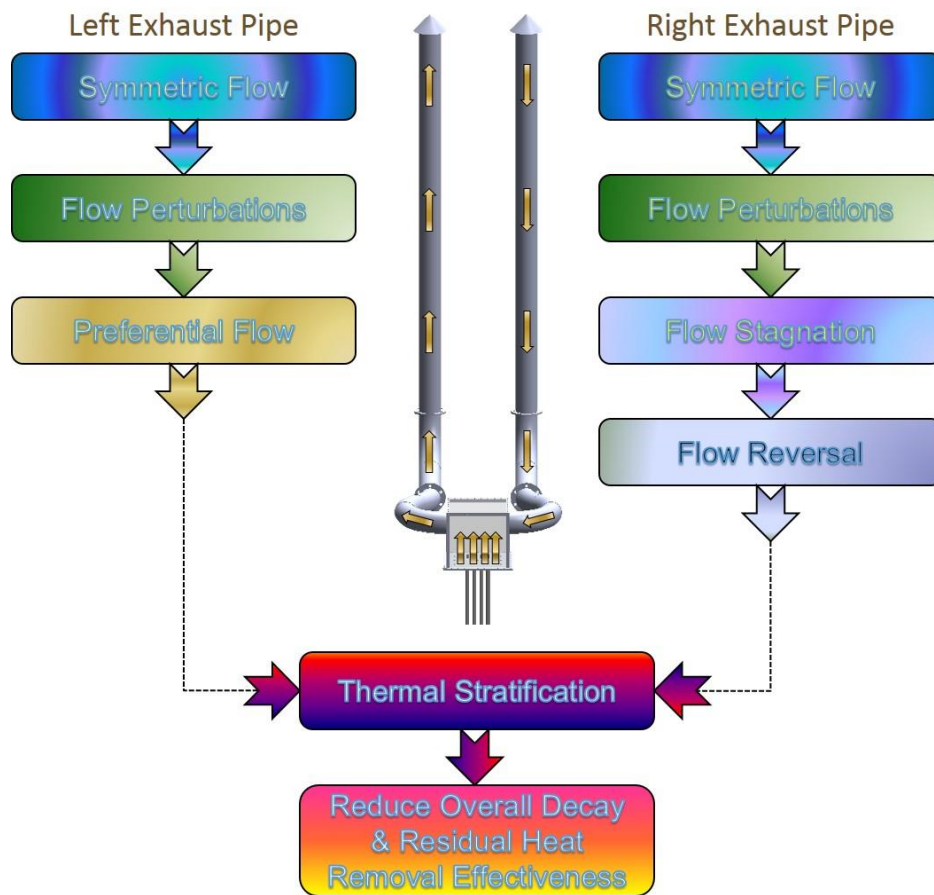 Left Exhaust Pipe
Right Exhaust Pipe
Symmetric Flow
Symmetric Flow
Flow Perturbations
Flow Perturbations
Preferential Flow
Flow Stagnation
Flow Reversal
Thermal Stratification
Reduce Overall Decay
& Residual Heat
Removal Effectiveness